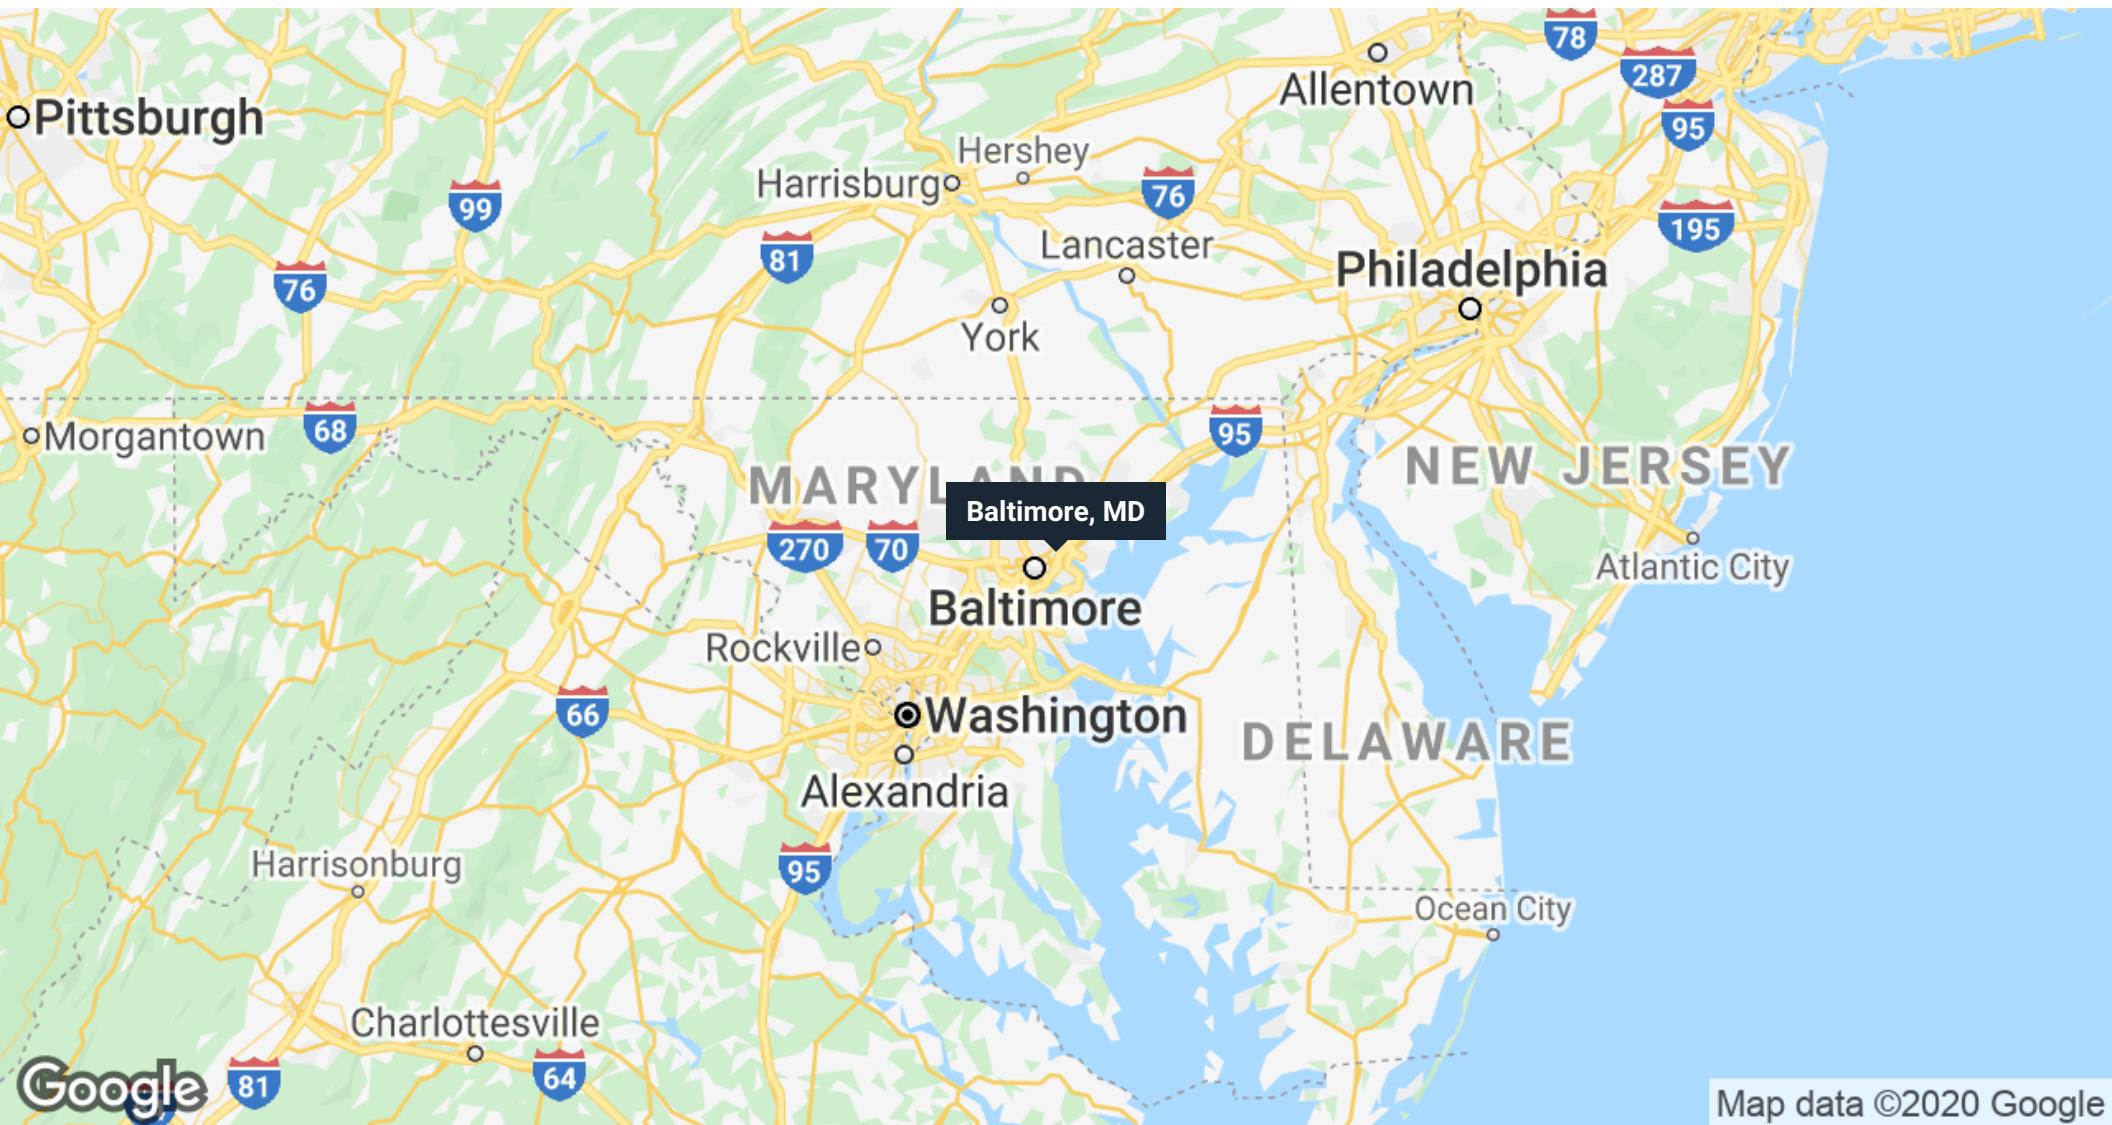 78
287
Allentown
Pittsburgh
95
Hershey
Harrisburg
76
99
195
Lancaster
81
Philadelphia
76
York
68
95
Morgantown
NEW JERSEY
MARYLAND
Baltimore, MD
270
70
Atlantic City
Baltimore
Rockville
66
Washington
DELAWARE
Alexandria
Harrisonburg
95
Ocean City
Charlottesville
64
81
Google
Map data ©2020 Google